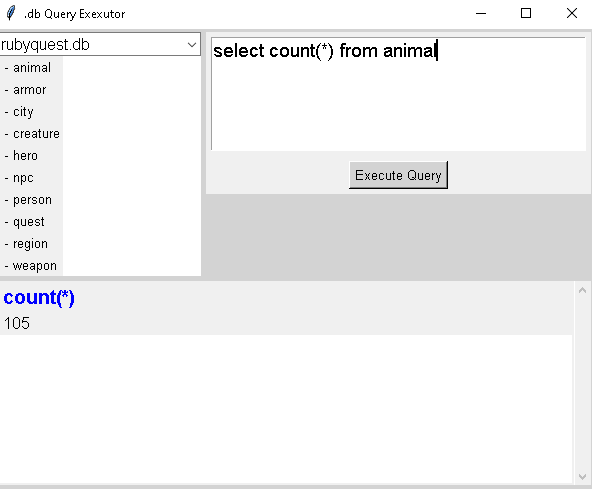 .db Query Exexutor
rubyquest.db
- animal
- armor
- city
- creature
- hero
- npc
- person
- quest
- region
- weapon
select count(*) from animal
Execute Query
count(*)
105